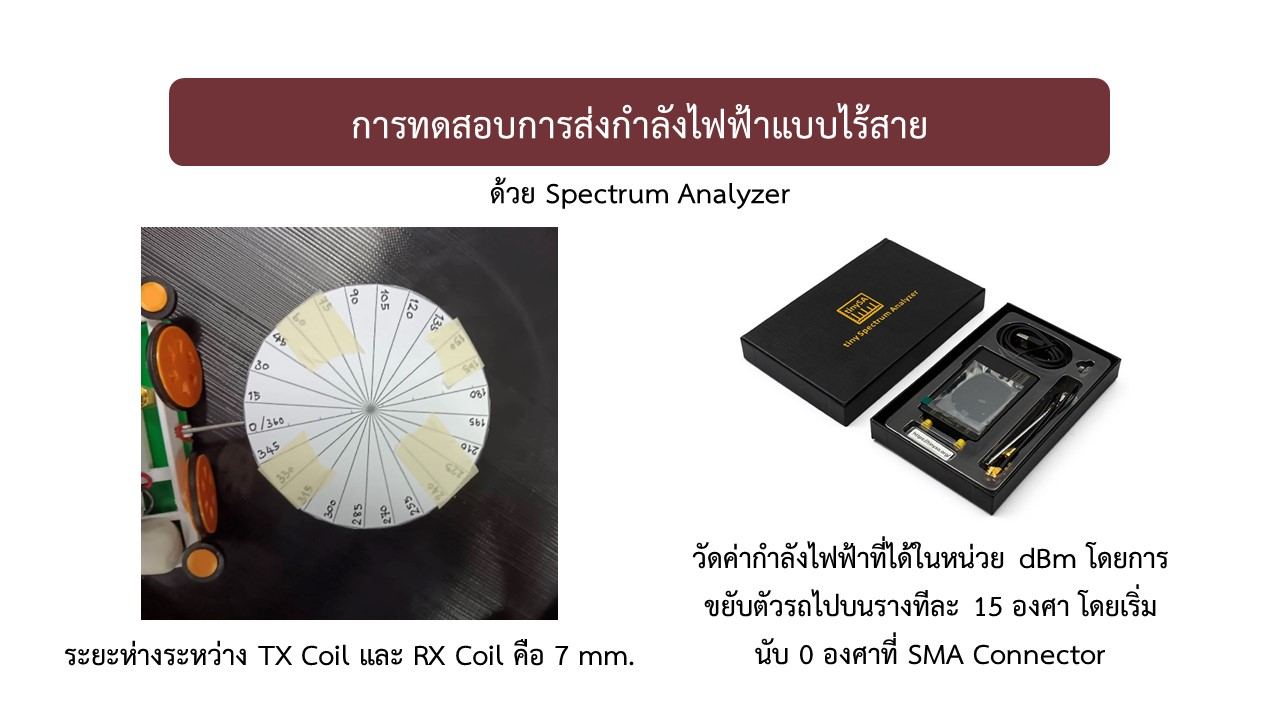 การทดสอบการส่งกำลังไฟฟ้าแบบไร้สาย
ด้วย Spectrum Analyzer
75
90
105
120
135
150
165
180
195
210
225
240
255
270
285
300
315
330
345
0/360
15
30
45
60
tinySA
tiny Spectrum Analyzer
https://tinysa.org/
ระยะห่างระหว่าง TX Coil และ RX Coil คือ 7 mm.
วัดค่ากำลังไฟฟ้าที่ได้ในหน่วย dBm โดยการ
ขยับตัวรถไปบนรางทีละ 15 องศา โดยเริ่ม
นับ 0 องศาที่ SMA Connector